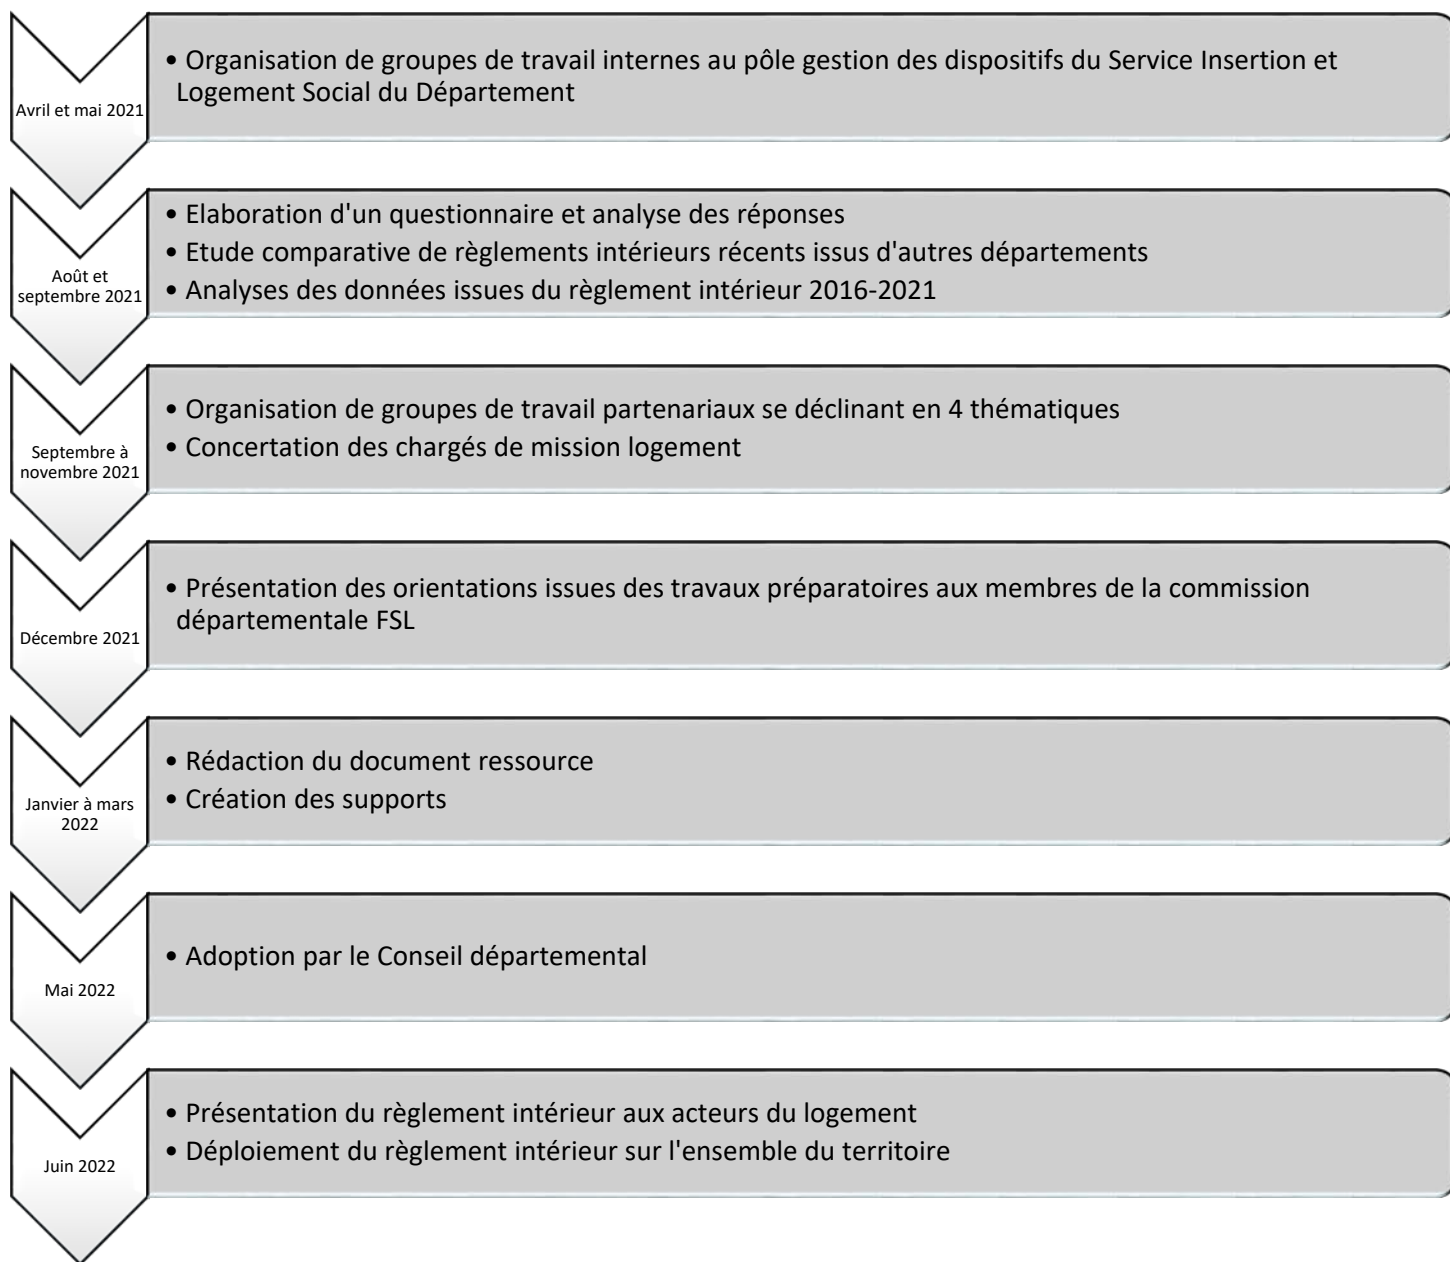 Avril et mai 2021
• Organisation de groupes de travail internes au pôle gestion des dispositifs du Service Insertion et
Logement Social du Département
Août et
septembre 2021
• Elaboration d'un questionnaire et analyse des réponses
• Etude comparative de règlements intérieurs récents issus d'autres départements
• Analyses des données issues du règlement intérieur 2016-2021
Septembre à
novembre 2021
• Organisation de groupes de travail partenariaux se déclinant en 4 thématiques
• Concertation des chargés de mission logement
Décembre 2021
• Présentation des orientations issues des travaux préparatoires aux membres de la commission
départementale FSL
Janvier à mars
2022
• Rédaction du document ressource
• Création des supports
Mai 2022
• Adoption par le Conseil départemental
Juin 2022
• Présentation du règlement intérieur aux acteurs du logement
• Déploiement du règlement intérieur sur l'ensemble du territoire